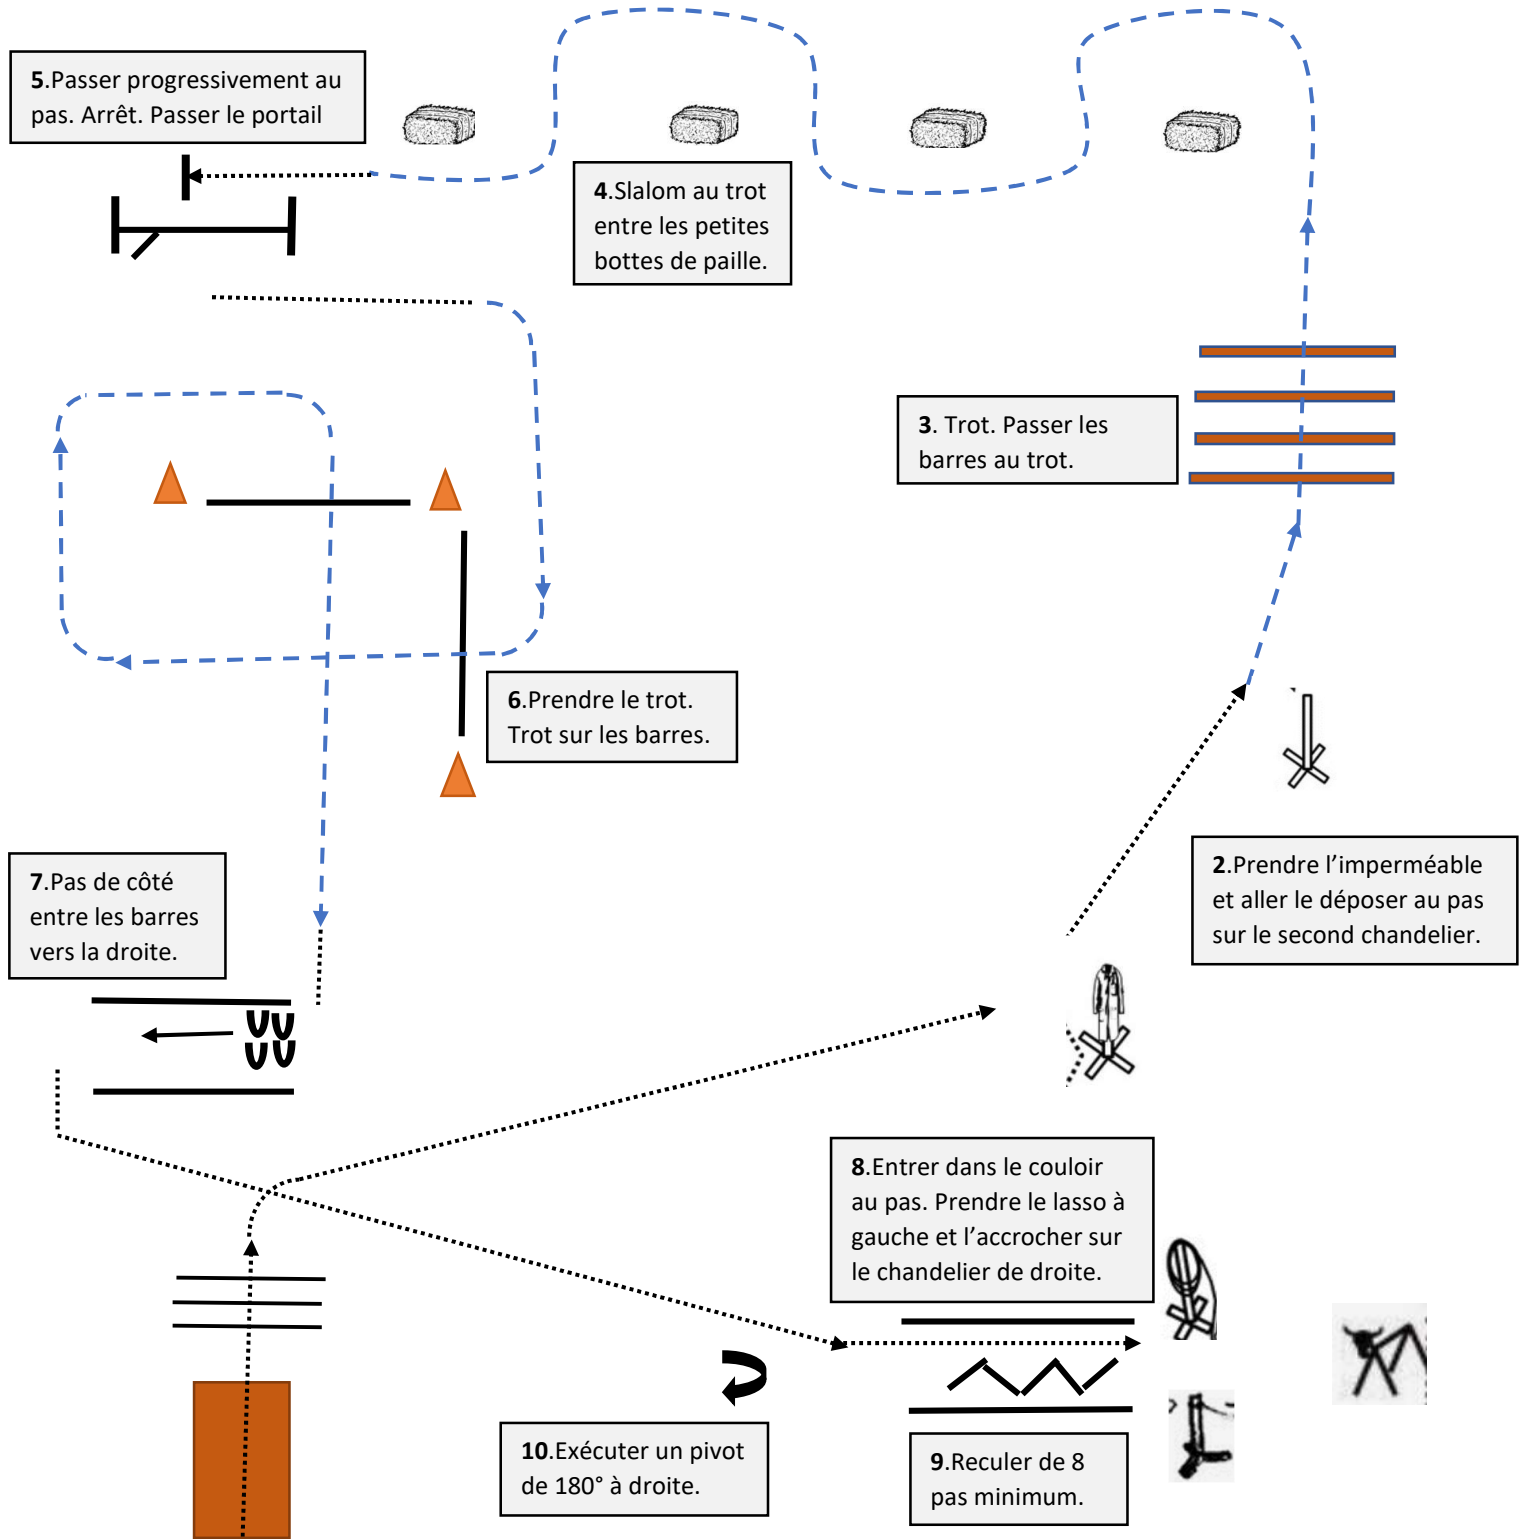 5.Passer progressivement au
pas. Arrêt. Passer le portail
4.Slalom au trot
entre les petites
bottes de paille.
3. Trot. Passer les
barres au trot.
6.Prendre le trot.
Trot sur les barres.
2.Prendre l’imperméable
et aller le déposer au pas
sur le second chandelier.
7.Pas de côté
entre les barres
vers la droite.
8.Entrer dans le couloir
au pas. Prendre le lasso à
gauche et l’accrocher sur
le chandelier de droite.
10.Exécuter un pivot
de 180° à droite.
9.Reculer de 8
pas minimum.